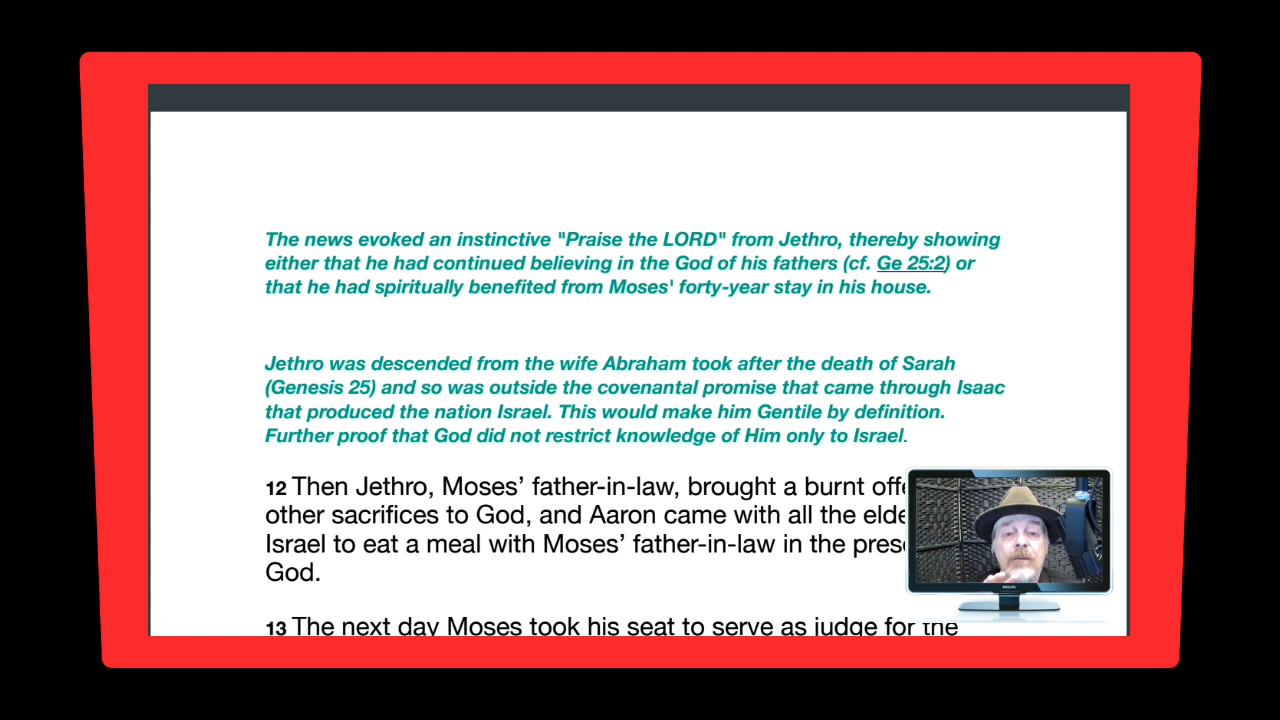 The news evoked an instinctive "Praise the LORD" from Jethro, thereby showing
either that he had continued believing in the God of his fathers (cf. Ge 25:2) or
that he had spiritually benefited from Moses' forty-year stay in his house.
Jethro was descended from the wife Abraham took after the death of Sarah
(Genesis 25) and so was outside the covenantal promise that came through Isaac
that produced the nation Israel. This would make him Gentile by definition.
Further proof that God did not restrict knowledge of Him only to Israel.
12 Then Jethro, Moses’ father-in-law, brought a burnt
other sacrifices to God, and Aaron came with all the
Israel to eat a meal with Moses’ father-in-law in the
God.
13 The next day Moses took his seat to serve as judge for the
PHILIPS